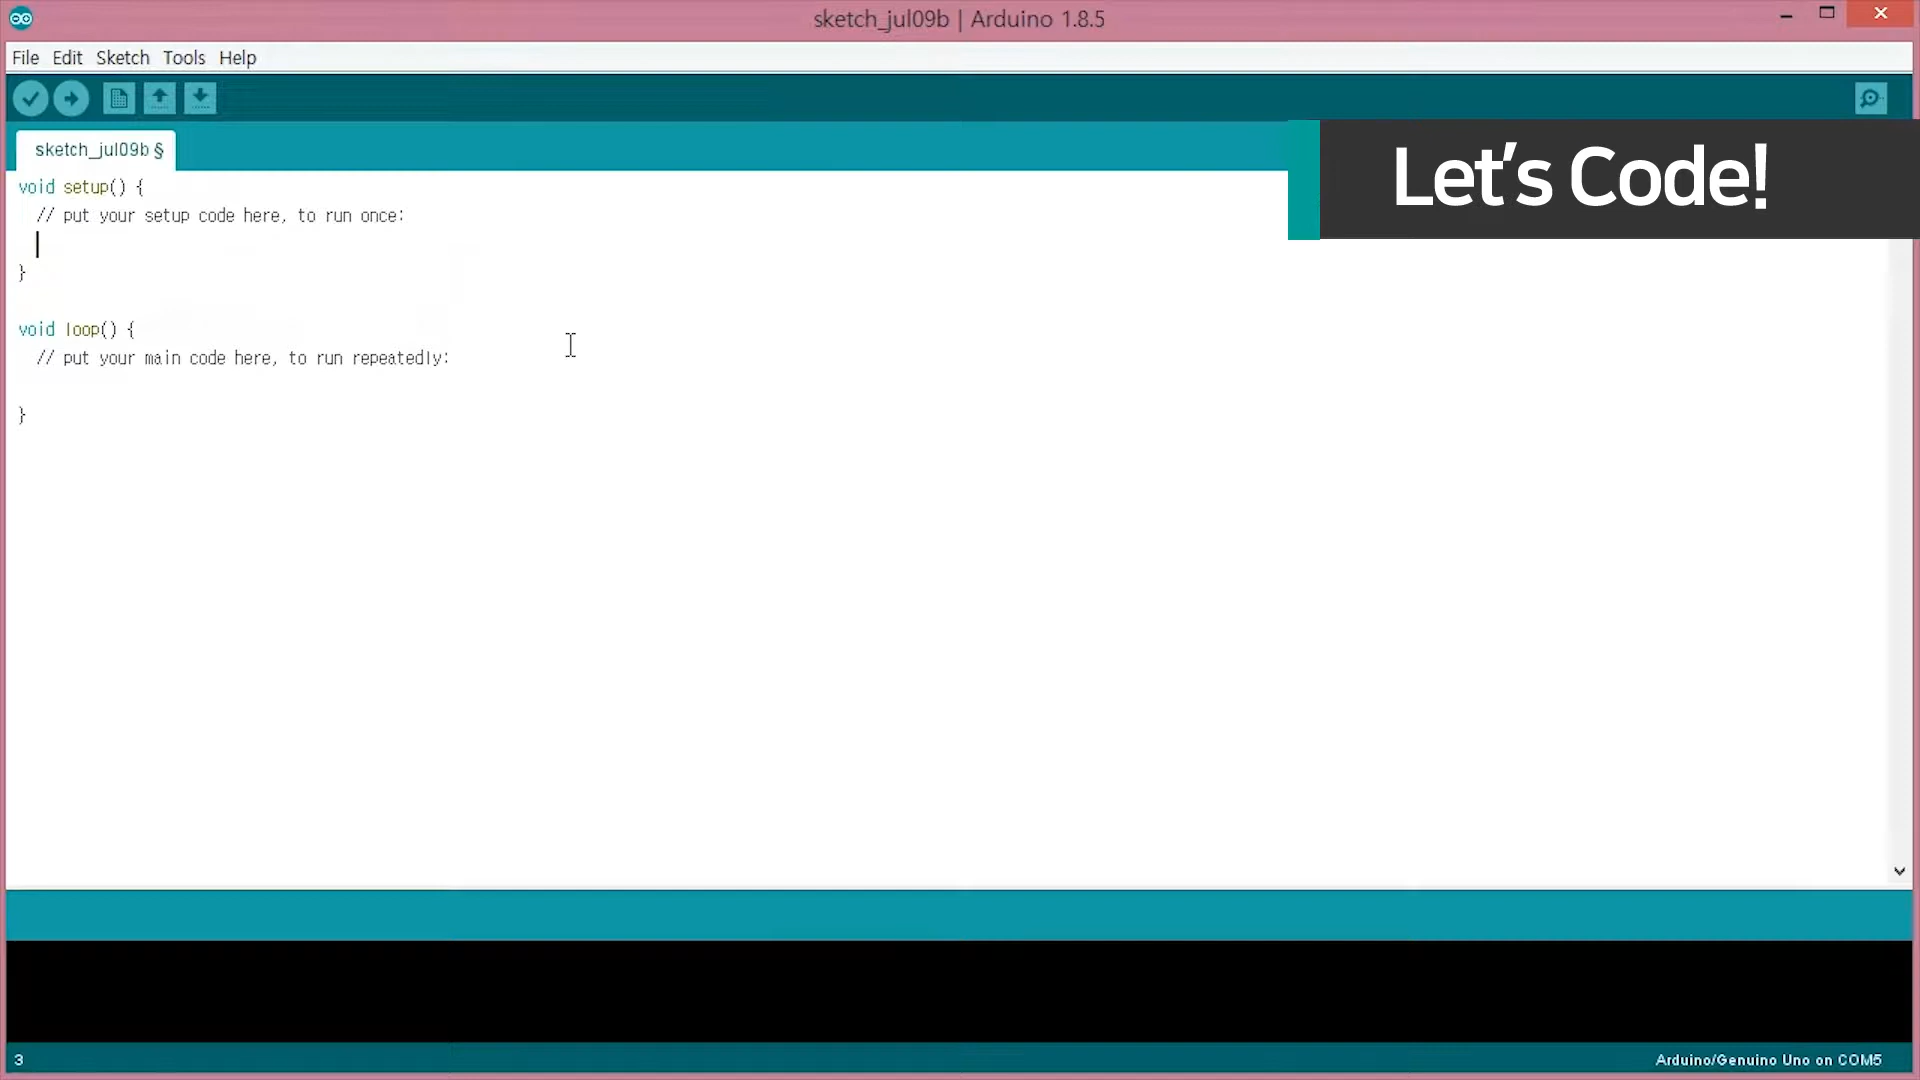 sketch_jul09b | Arduino 1.8.5
File Edit Sketch Tools Help
sketch_jul09b §
Let's Code!
void setup() {
// put your setup code here, to run once:
}
void loop() {
// put your main code here, to run repeatedly:
}
3
Arduino/Genuino Uno on COM5